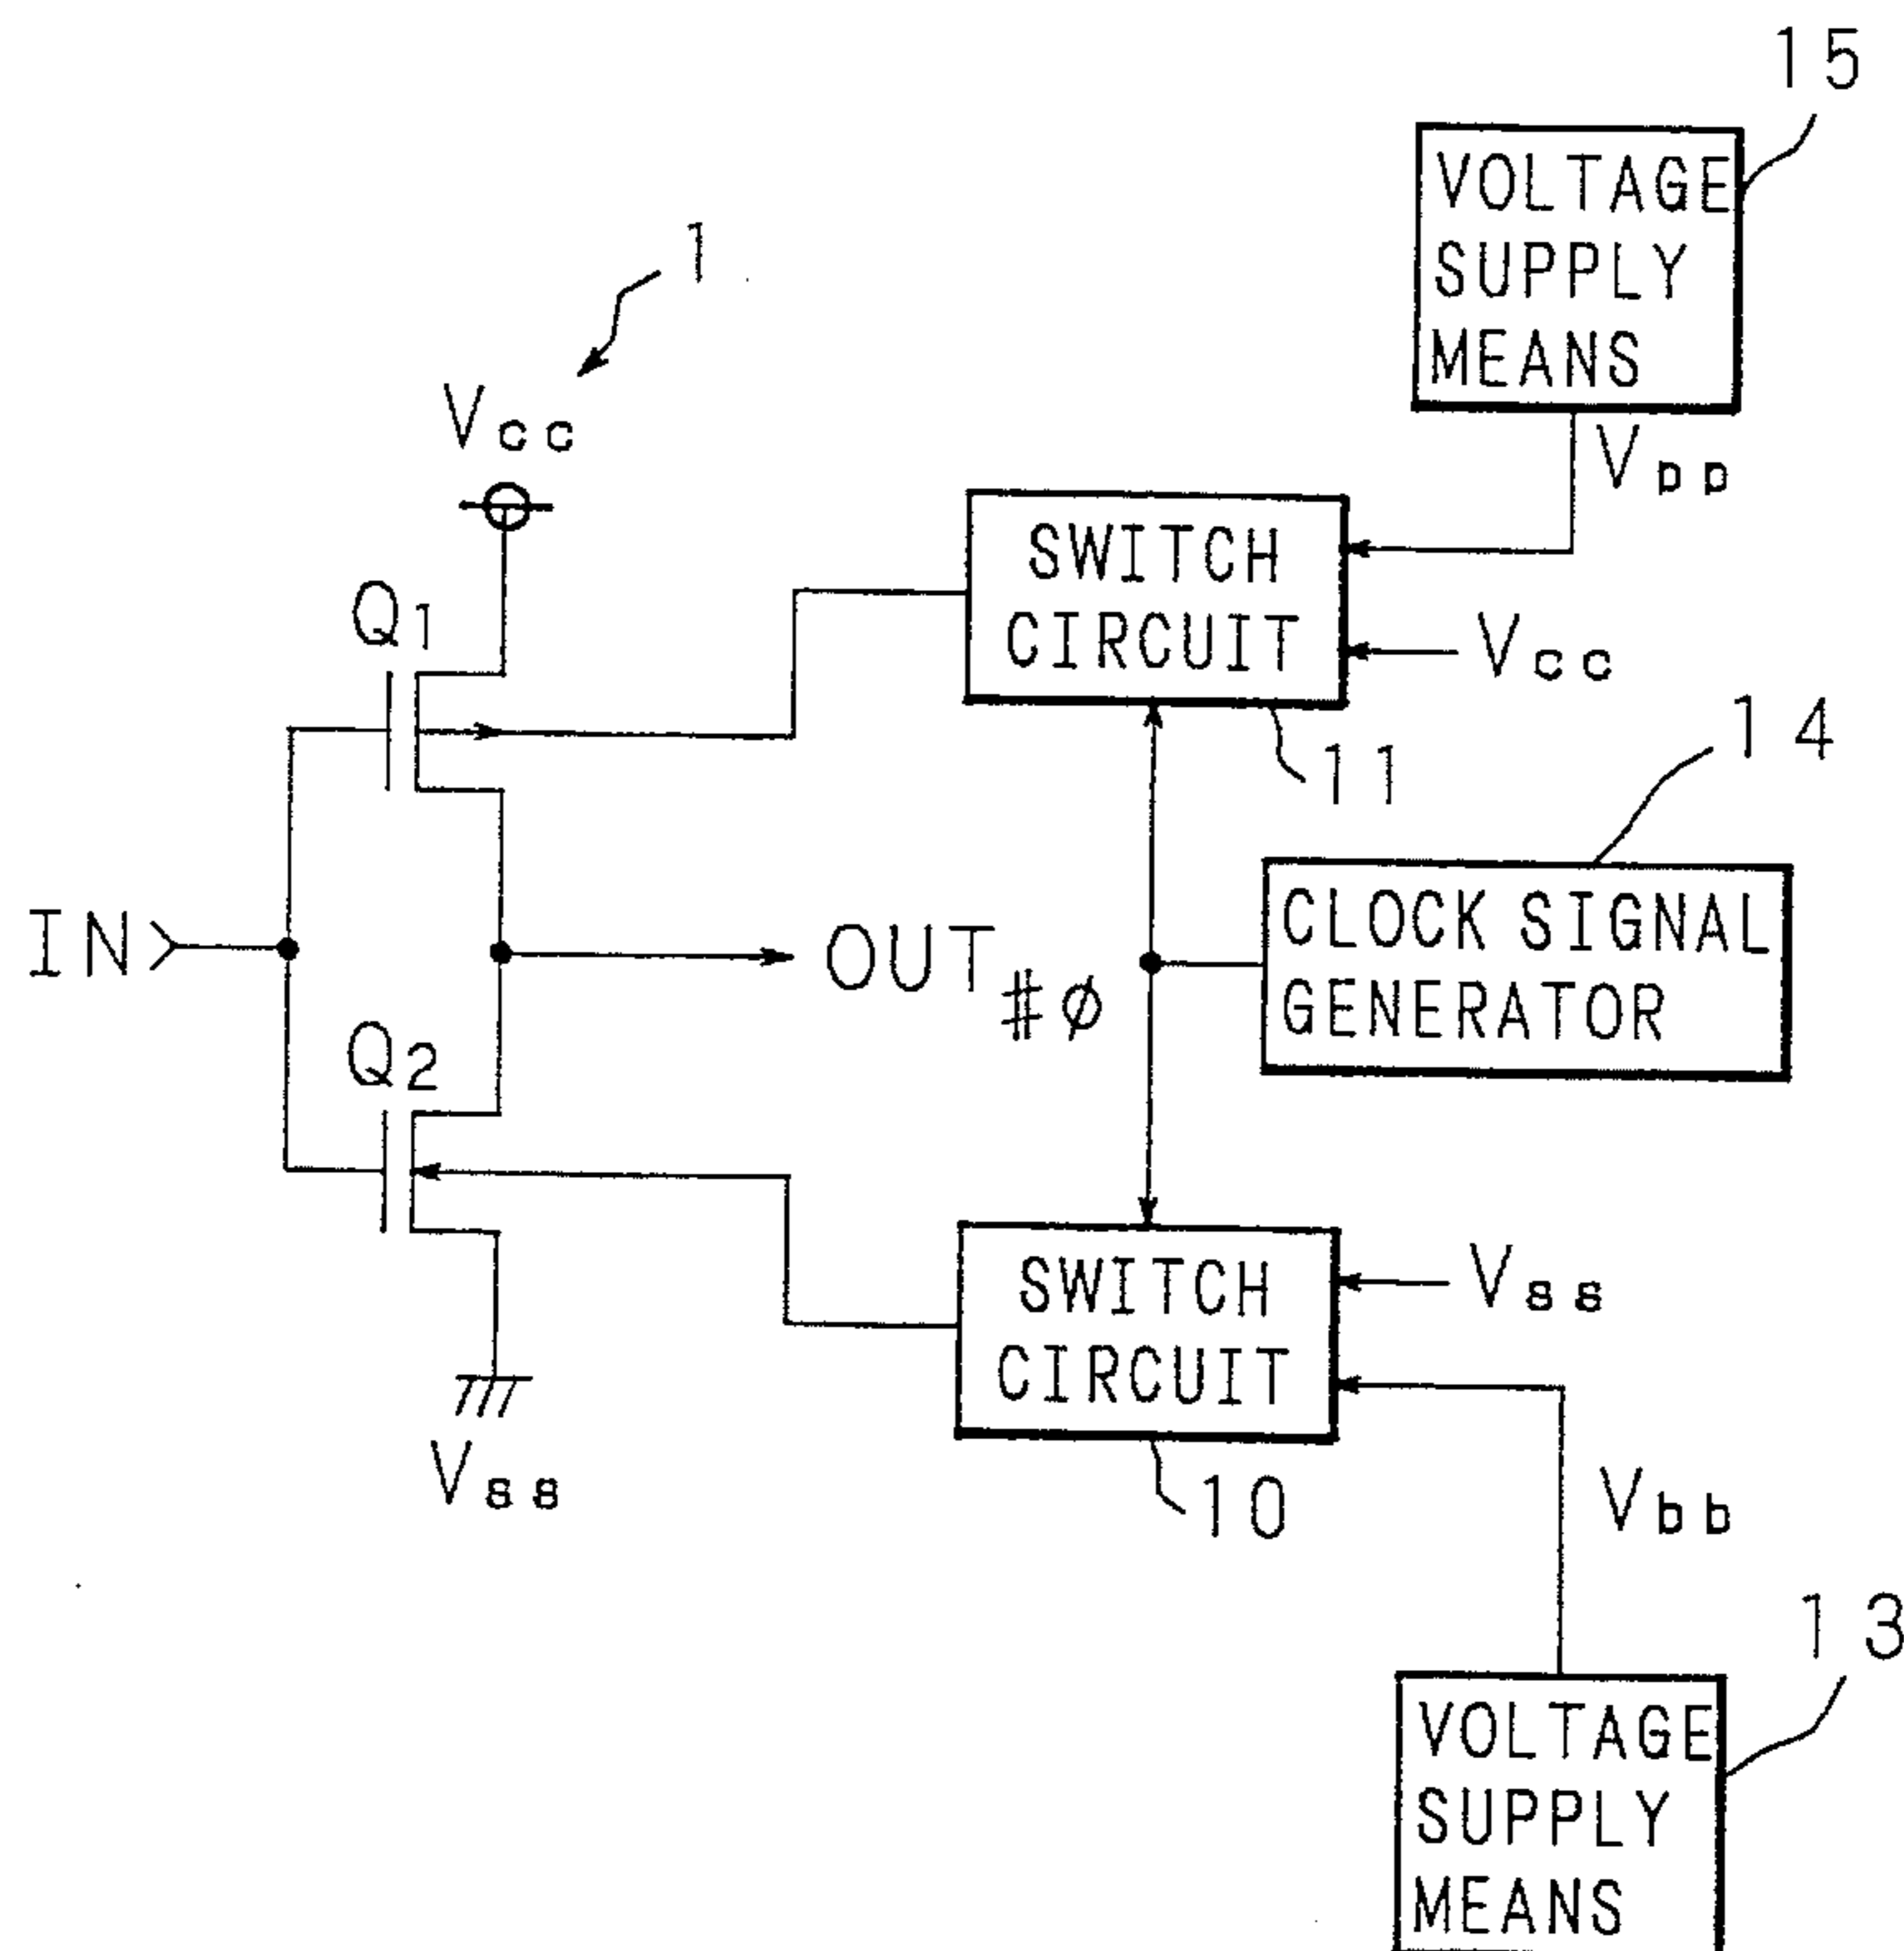 15
VOLTAGE
SUPPLY
MEANS
1
Vcc
Vpp
SWITCH
CIRCUIT
Vcc
Q1
11
14
IN
OUT
#φ
CLOCK SIGNAL
GENERATOR
Q2
SWITCH
CIRCUIT
Vss
Vss
10
Vbb
13
VOLTAGE
SUPPLY
MEANS